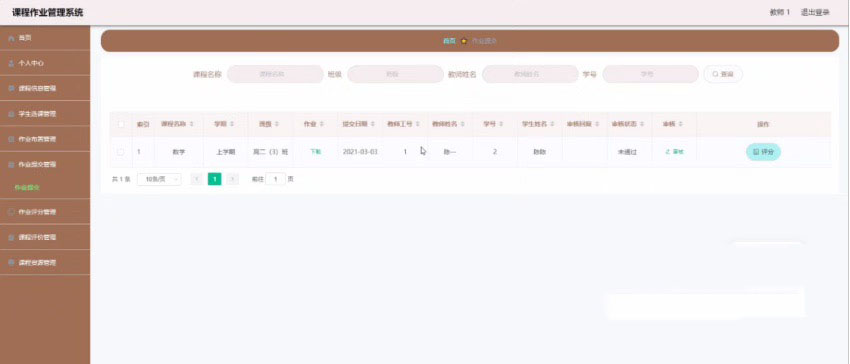 课程作业管理系统
教师 1 退出登录
首页
个人中心
课程信息管理
学生选课管理
作业布置管理
作业提交管理
作业提交
作业评分管理
课程评价管理
课程资源管理
首页 作业提交
课程名称 课程名称 班级 班级 教师姓名 教师姓名 学号 学号 查询
索引 课程名称 学期 班级 作业 提交日期 教师工号 教师姓名 学号 学生姓名 审核回复 审核状态 审核 操作
1 数学 上学期 高二（3）班 下载 2021-03-03 1 陈一 2 陈陈 未通过 审核 评分
共 1 条 10条/页 1 前往 1 页